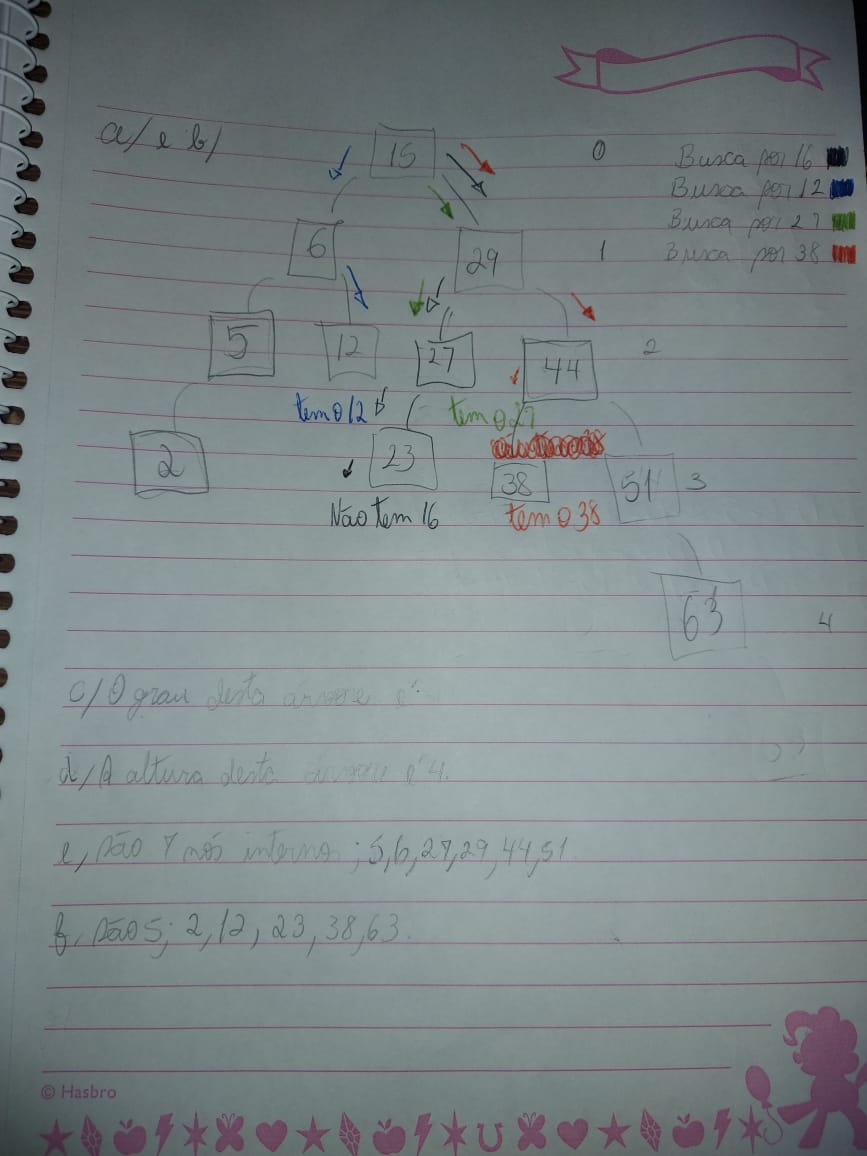 a/ e b/
15 0 Busca por 16
Busca por 12
Busca por 27
6 29 1 Busca por 38
5 12 27 44 2
tem o 12 tem o 27
2 23 38 51 3
Não tem 16 tem o 38
63 4
c/ O grau desta árvore é:
d/ A altura desta árvore é 4.
e, são 7 nós internos; 5,6,27,29,44,51
f, são 5; 2, 12, 23, 38, 63.
© Hasbro